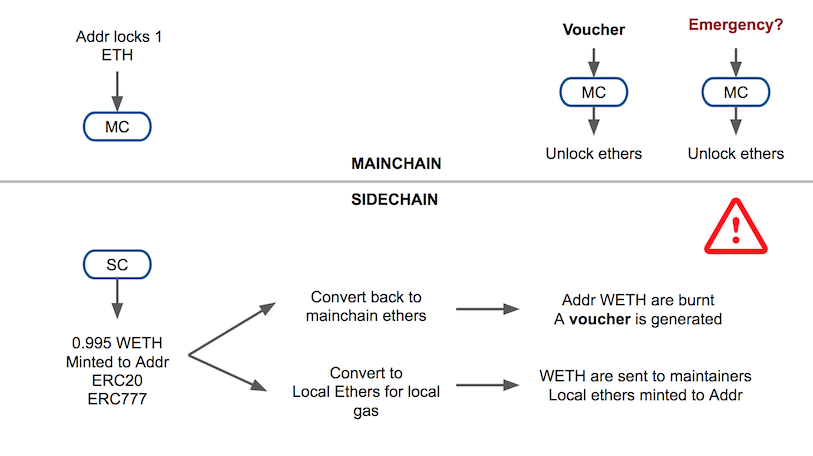 Addr locks 1
ETH
MC
Voucher
MC
Unlock ethers
Emergency?
MC
Unlock ethers
MAINCHAIN
SIDECHAIN
!
SC
0.995 WETH
Minted to Addr
ERC20
ERC777
Convert back to
mainchain ethers
Addr WETH are burnt
A voucher is generated
Convert to
Local Ethers for local
gas
WETH are sent to maintainers
Local ethers minted to Addr